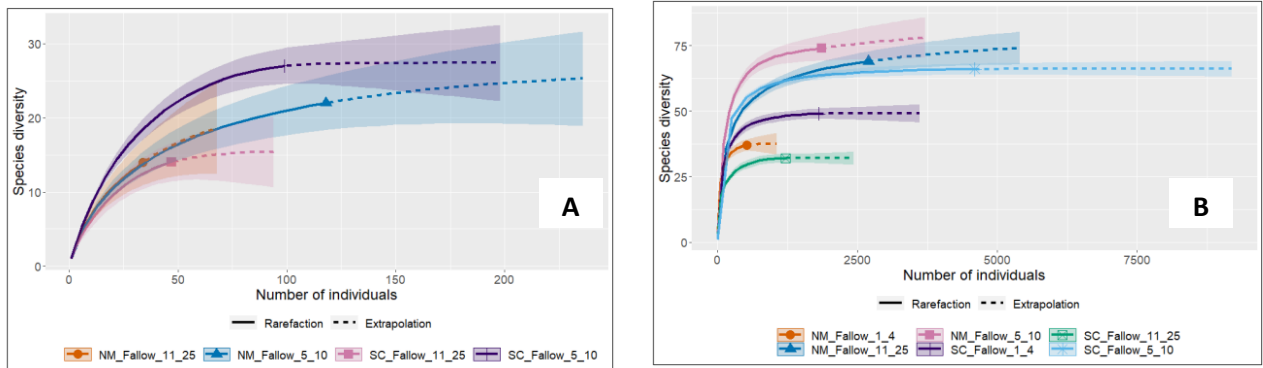 30
20
10
0
Species diversity
A
0 50 100 150 200
Number of individuals
Rarefaction Extrapolation
NM_Fallow_11_25 NM_Fallow_5_10 SC_Fallow_11_25 SC_Fallow_5_10
75
50
25
0
Species diversity
B
0 2500 5000 7500
Number of individuals
Rarefaction Extrapolation
NM_Fallow_1_4 NM_Fallow_5_10 SC_Fallow_11_25
NM_Fallow_11_25 SC_Fallow_1_4 SC_Fallow_5_10